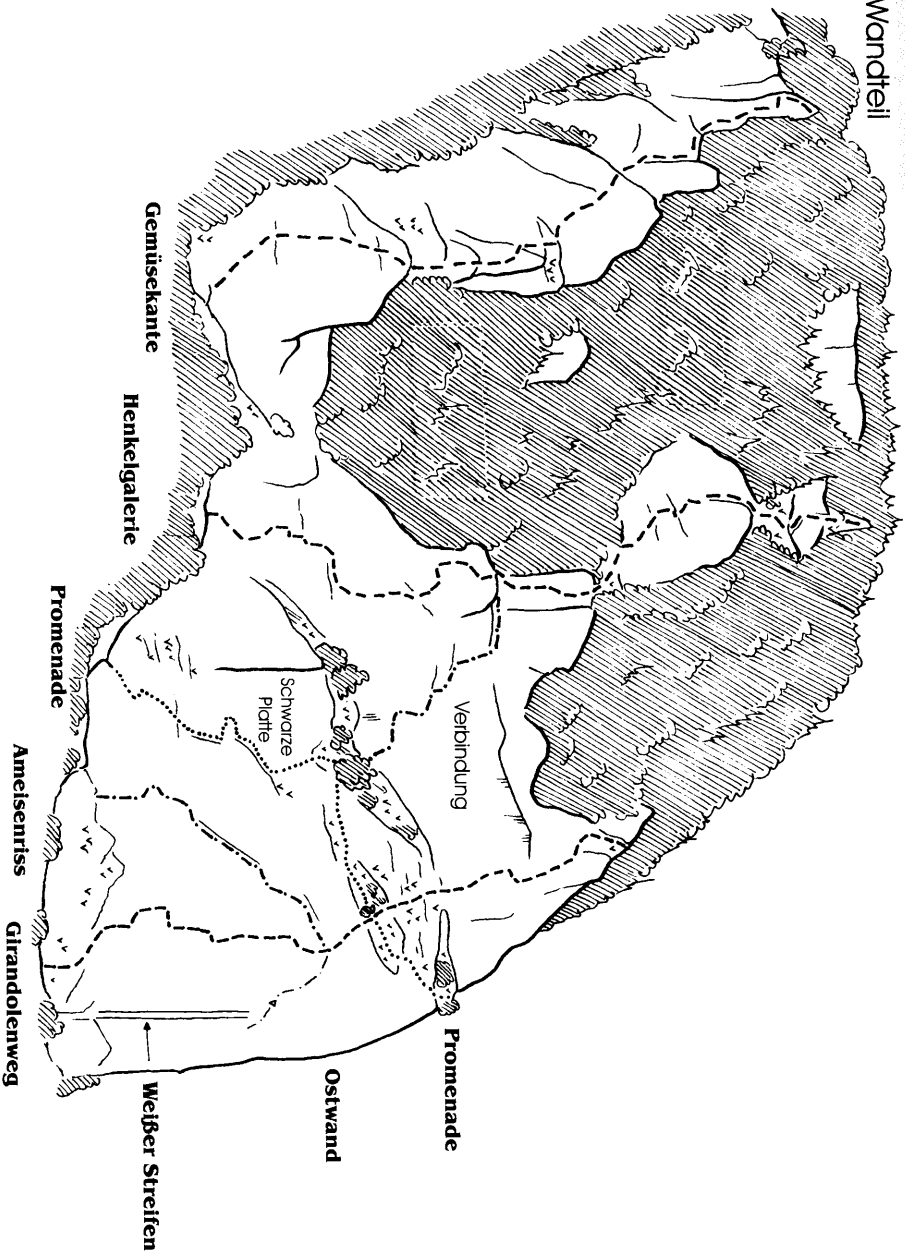 Wandteil
Verbindung
Schwarze
Platte
Gemüsekante
Henkelgalerie
Promenade
Ameisenriss
Girandolenweg
Weißer Streifen
Ostwand
Promenade